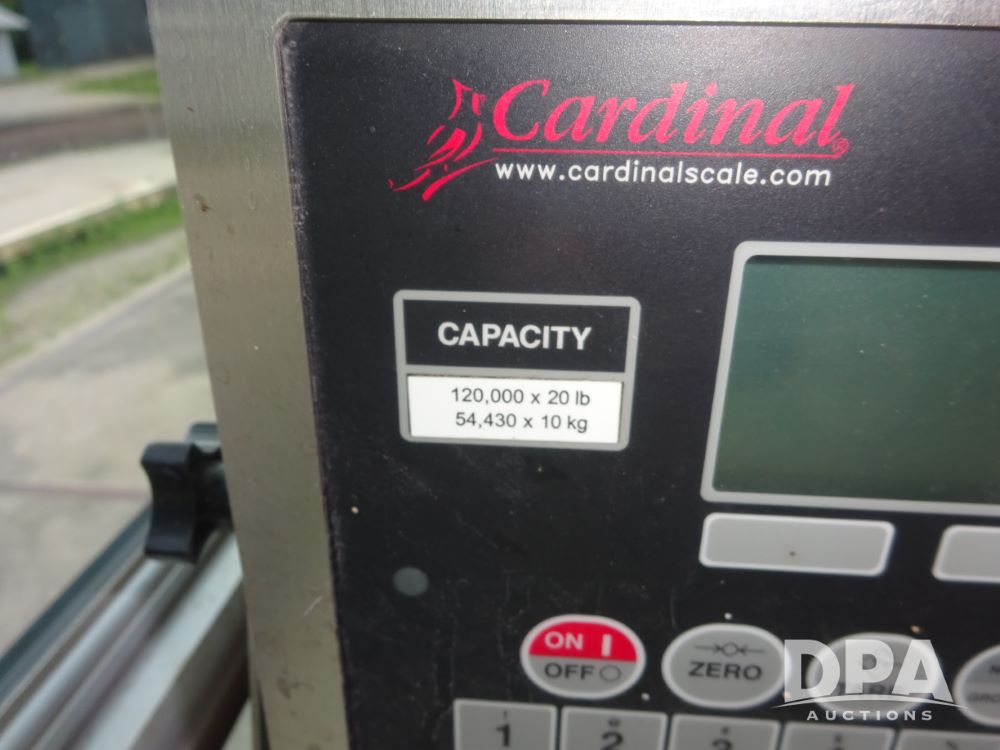 Cardinal®
www.cardinalscale.com
CAPACITY
120,000 x 20 lb
54,430 x 10 kg
ON I
OFF O
ZERO
DPA
AUCTIONS
1
2
3